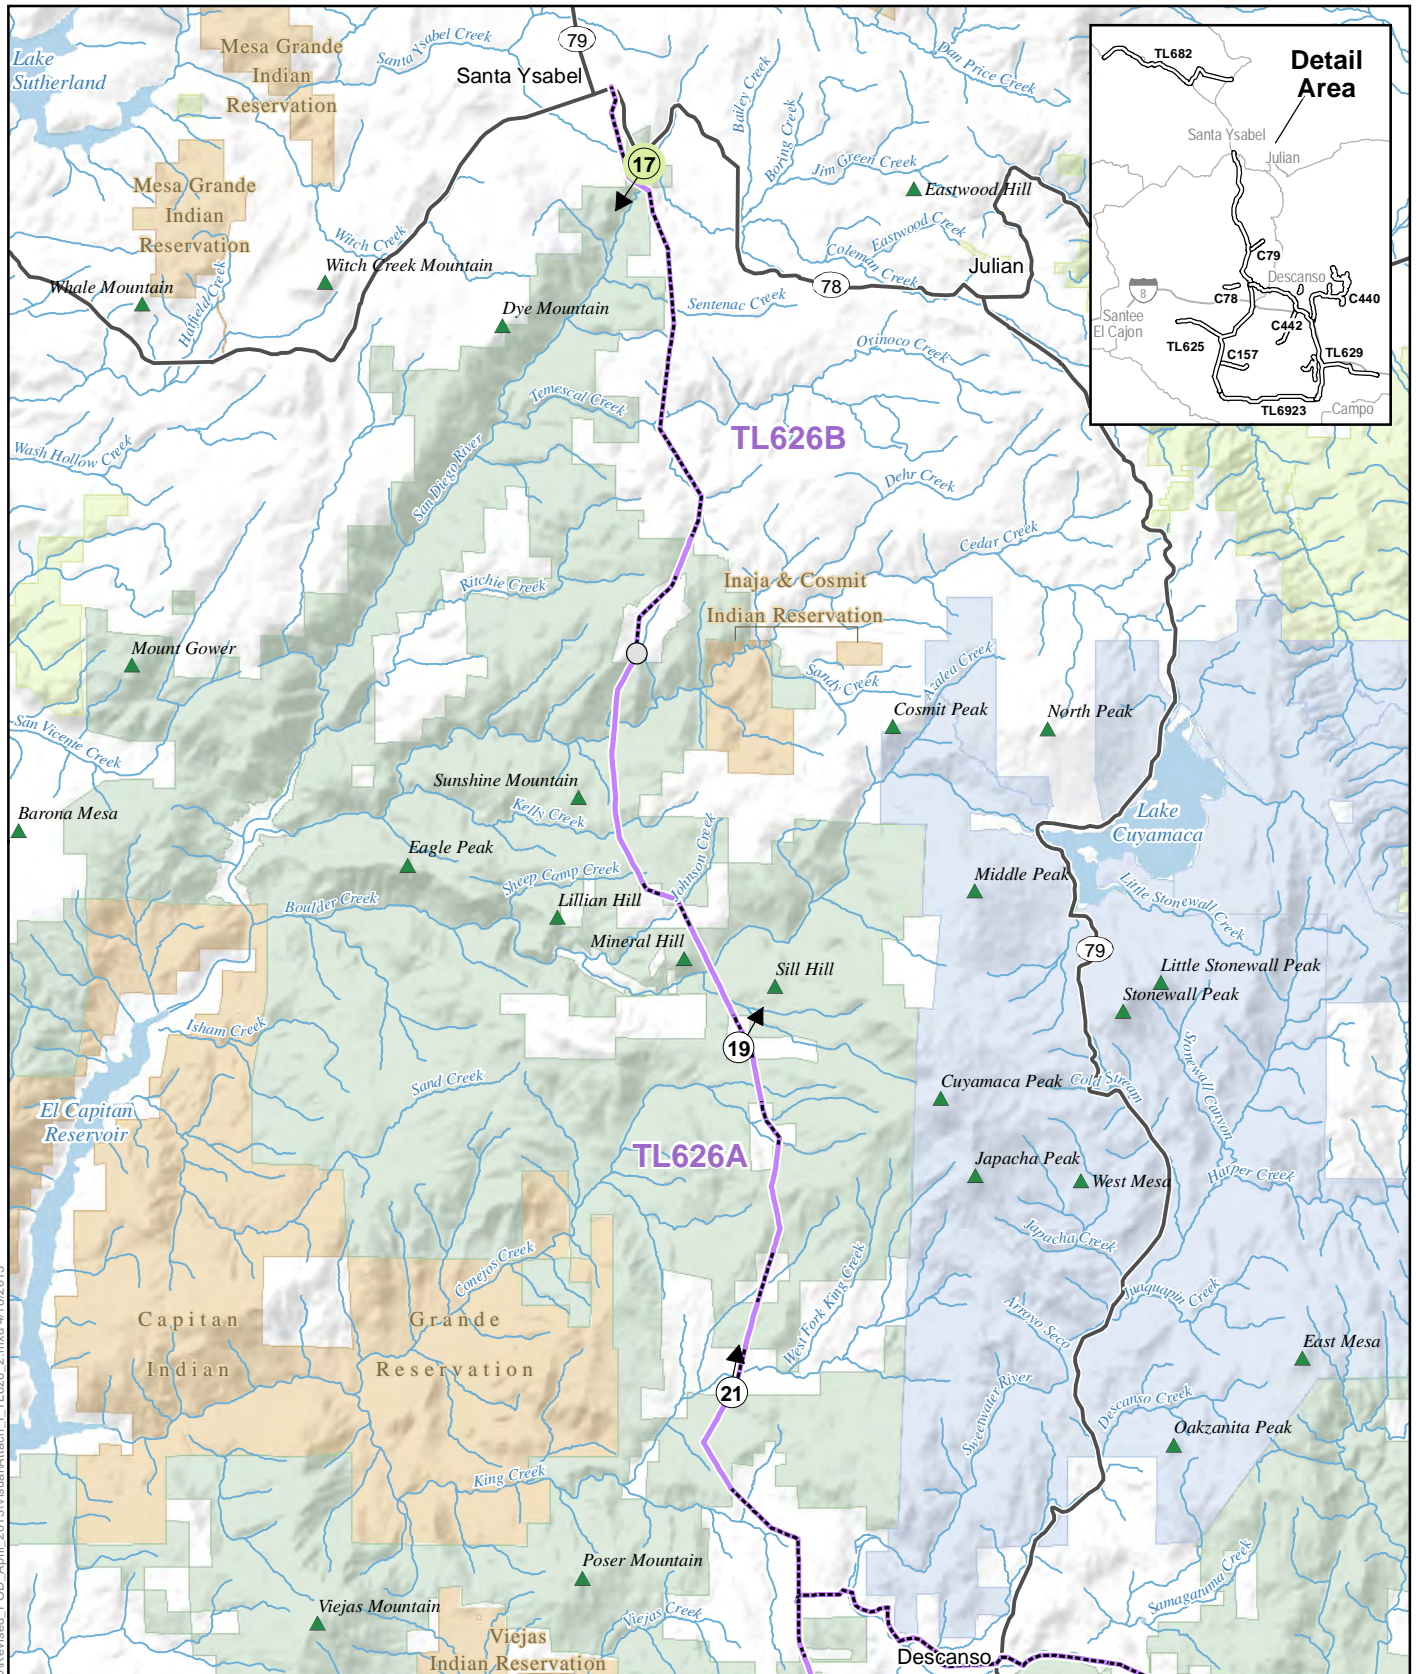 Mesa Grande
Indian
Reservation
Lake
Sutherland
Santa Ysabel Creek
79
Santa Ysabel
Dan Price Creek
Bailey Creek
Boring Creek
Jim Green Creek
Eastwood Hill
Eastwood Creek
Coleman Creek
Julian
17
Detail
Area
TL682
Santa Ysabel
Julian
C79
Descanso
8
C78
C440
Santee
El Cajon
C442
TL625
C157
TL629
TL6923
Campo
Mesa Grande
Indian
Reservation
Witch Creek
Witch Creek Mountain
Whale Mountain
Hatfield Creek
Dye Mountain
78
Sentenac Creek
Orinoco Creek
Temescal Creek
TL626B
Wash Hollow Creek
San Diego River
Dehr Creek
Cedar Creek
Ritchie Creek
Inaja & Cosmit
Indian Reservation
Mount Gower
Sandy Creek
Azalea Creek
San Vicente Creek
Cosmit Peak
North Peak
Sunshine Mountain
Kelly Creek
Barona Mesa
Lake
Cuyamaca
Eagle Peak
Sheep Camp Creek
Johnson Creek
Middle Peak
Little Stonewall Creek
Boulder Creek
Lillian Hill
Mineral Hill
79
Sill Hill
Little Stonewall Peak
Stonewall Peak
Isham Creek
19
Stonewall Canyon
Sand Creek
Cuyamaca Peak
Cold Stream
El Capitan
Reservoir
TL626A
Japacha Peak
West Mesa
Harper Creek
Japacha Creek
Conejos Creek
West Fork King Creek
Juaquapin Creek
Arroyo Seco
Capitan Grande
Indian Reservation
East Mesa
21
Sweetwater River
Descanso Creek
Oakzanita Peak
King Creek
Poser Mountain
Samagatuma Creek
Viejas Mountain
Viejas Creek
Viejas
Indian Reservation
Descanso